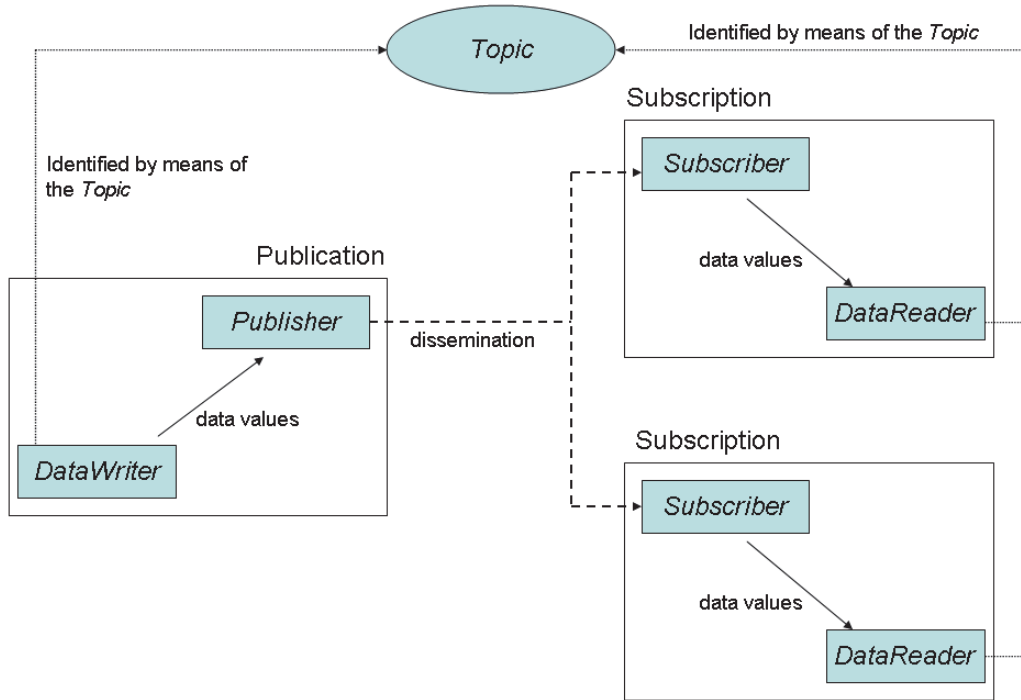 Topic
Identified by means of the Topic
Subscription
Subscriber
data values
DataReader
Identified by means of
the Topic
Publication
Publisher
data values
DataWriter
dissemination
Subscription
Subscriber
data values
DataReader